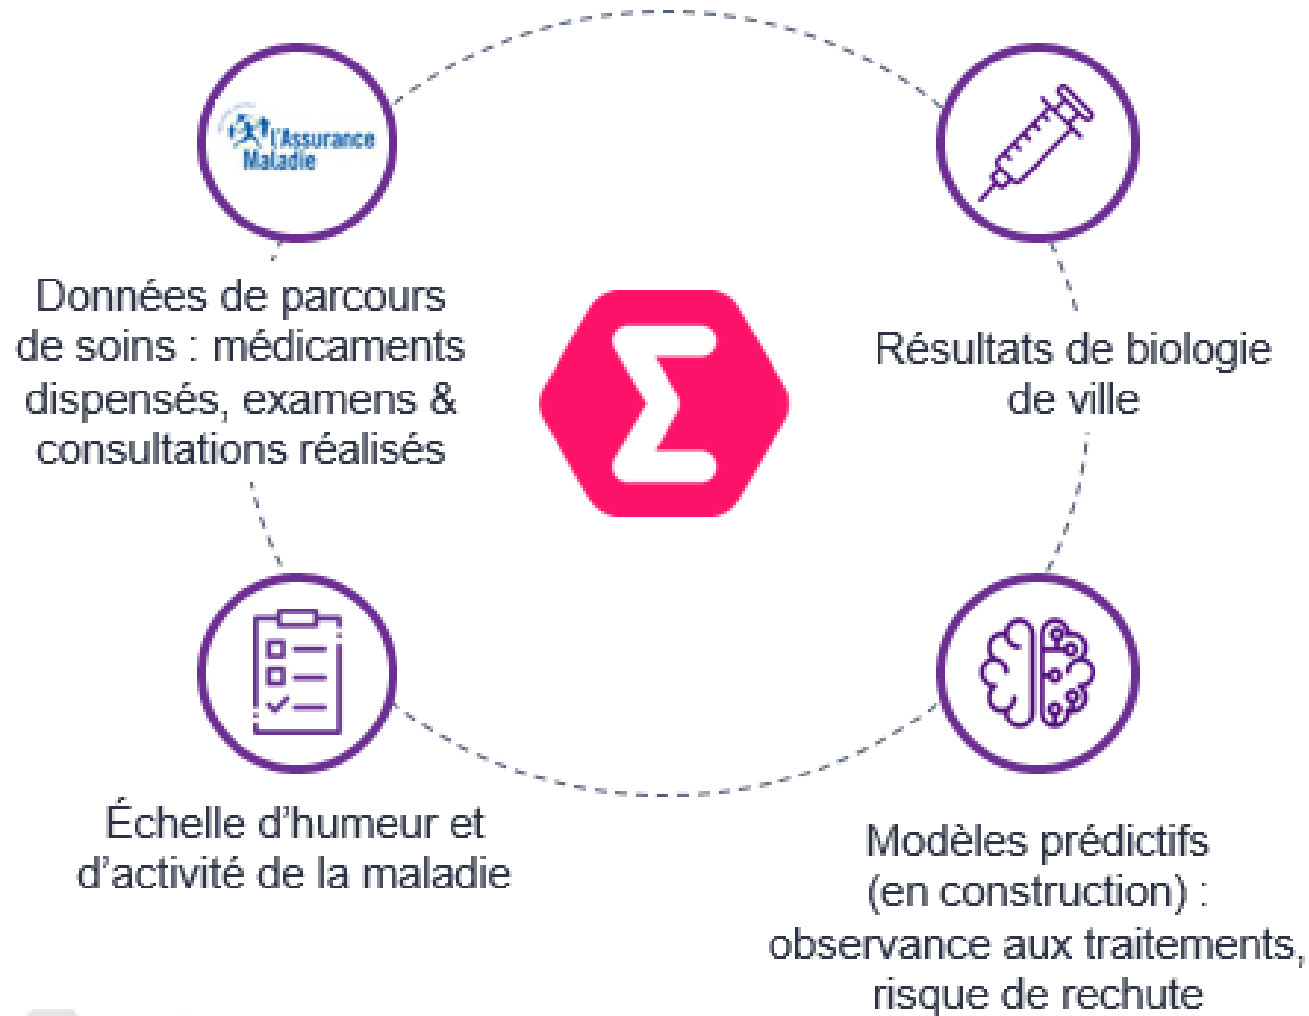 l'Assurance
Maladie
Données de parcours
de soins : médicaments
dispensés, examens &
consultations réalisés
Résultats de biologie
de ville
Échelle d’humeur et
d’activité de la maladie
Modèles prédictifs
(en construction) :
observance aux traitements,
risque de rechute